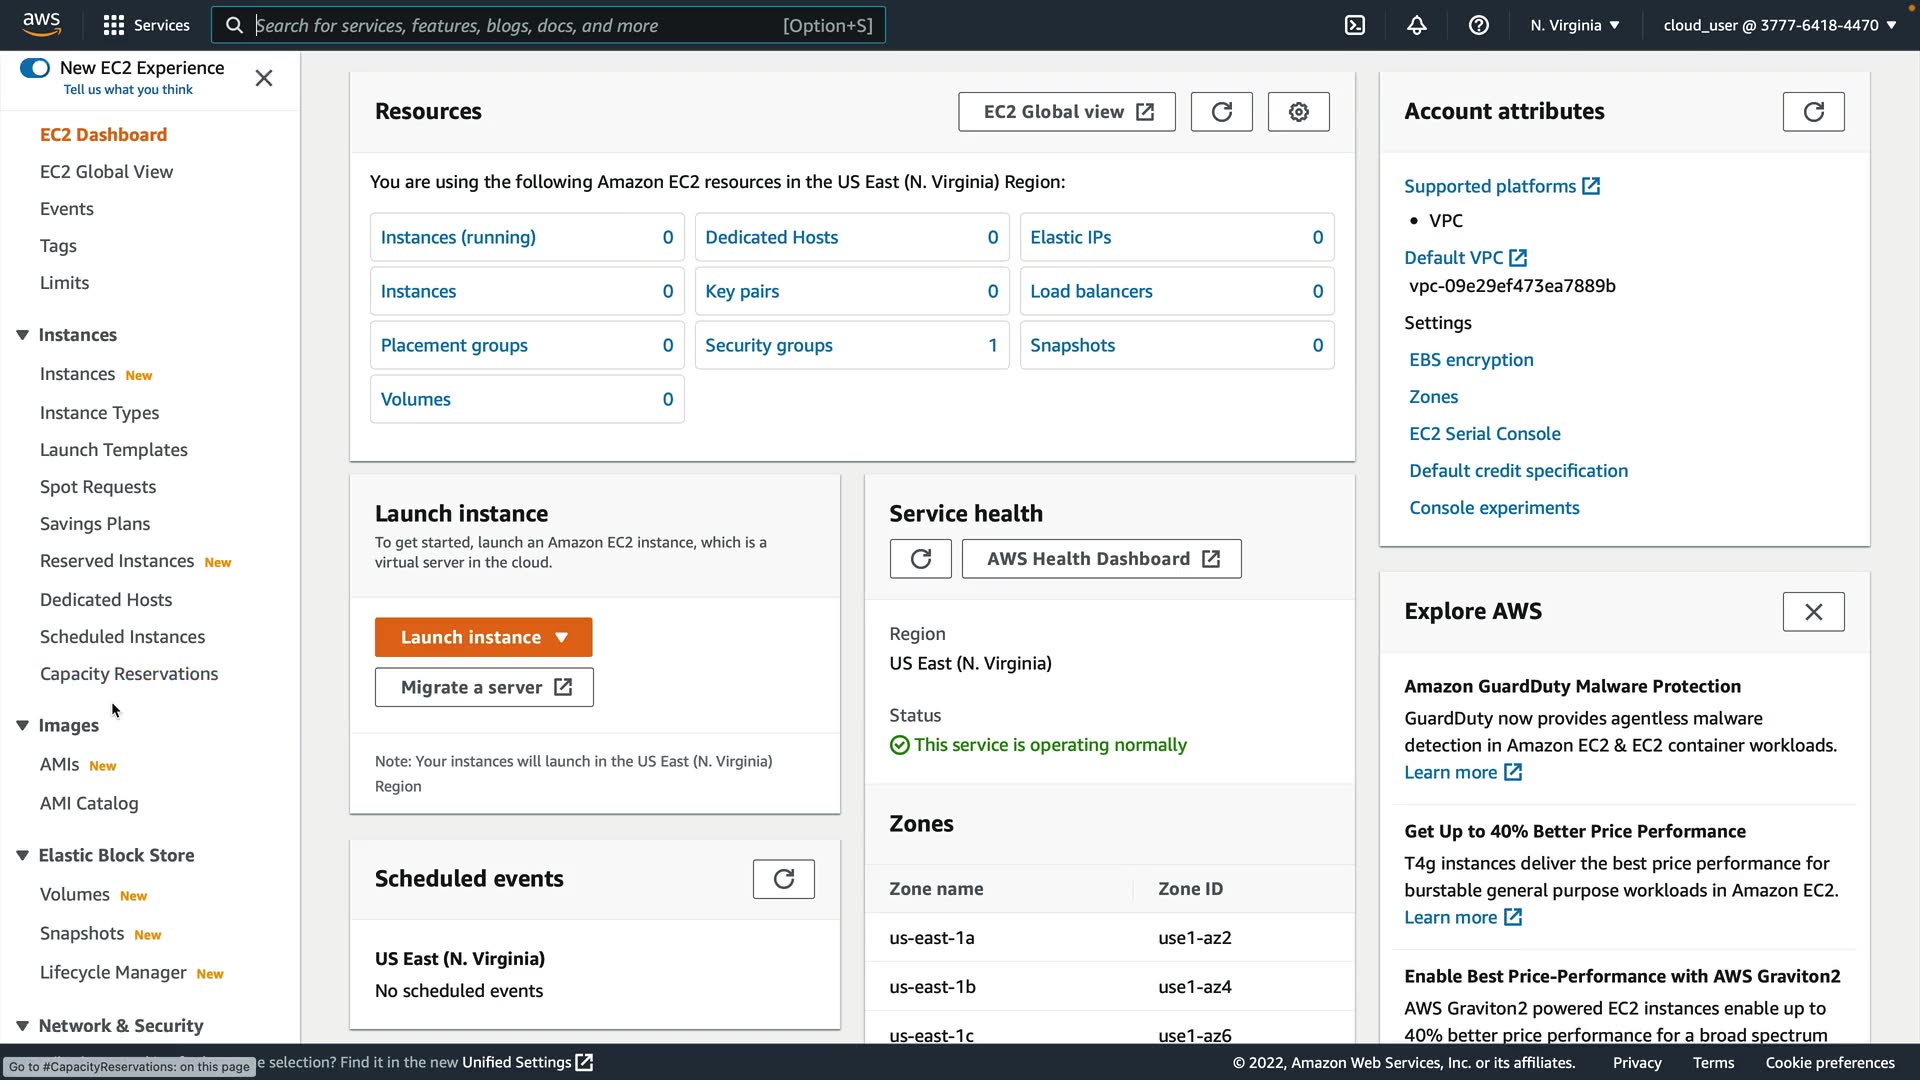 aws
Services
Search for services, features, blogs, docs, and more
[Option+S]
N. Virginia
cloud_user @ 3777-6418-4470
New EC2 Experience
Tell us what you think
EC2 Dashboard
EC2 Global View
Events
Tags
Limits
Instances
Instances New
Instance Types
Launch Templates
Spot Requests
Savings Plans
Reserved Instances New
Dedicated Hosts
Scheduled Instances
Capacity Reservations
Images
AMIs New
AMI Catalog
Elastic Block Store
Volumes New
Snapshots New
Lifecycle Manager New
Network & Security
Resources
EC2 Global view
You are using the following Amazon EC2 resources in the US East (N. Virginia) Region:
Instances (running) 0
Dedicated Hosts 0
Elastic IPs 0
Instances 0
Key pairs 0
Load balancers 0
Placement groups 0
Security groups 1
Snapshots 0
Volumes 0
Launch instance
To get started, launch an Amazon EC2 instance, which is a
virtual server in the cloud.
Launch instance
Migrate a server
Note: Your instances will launch in the US East (N. Virginia)
Region
Scheduled events
US East (N. Virginia)
No scheduled events
Service health
AWS Health Dashboard
Region
US East (N. Virginia)
Status
This service is operating normally
Zones
Zone name Zone ID
us-east-1a use1-az2
us-east-1b use1-az4
us-east-1c use1-az6
Account attributes
Supported platforms
• VPC
Default VPC
vpc-09e29ef473ea7889b
Settings
EBS encryption
Zones
EC2 Serial Console
Default credit specification
Console experiments
Explore AWS
Amazon GuardDuty Malware Protection
GuardDuty now provides agentless malware
detection in Amazon EC2 & EC2 container workloads.
Learn more
Get Up to 40% Better Price Performance
T4g instances deliver the best price performance for
burstable general purpose workloads in Amazon EC2.
Learn more
Enable Best Price-Performance with AWS Graviton2
AWS Graviton2 powered EC2 instances enable up to
40% better price performance for a broad spectrum
Go to #CapacityReservations: on this page
e selection? Find it in the new Unified Settings
© 2022, Amazon Web Services, Inc. or its affiliates.
Privacy
Terms
Cookie preferences